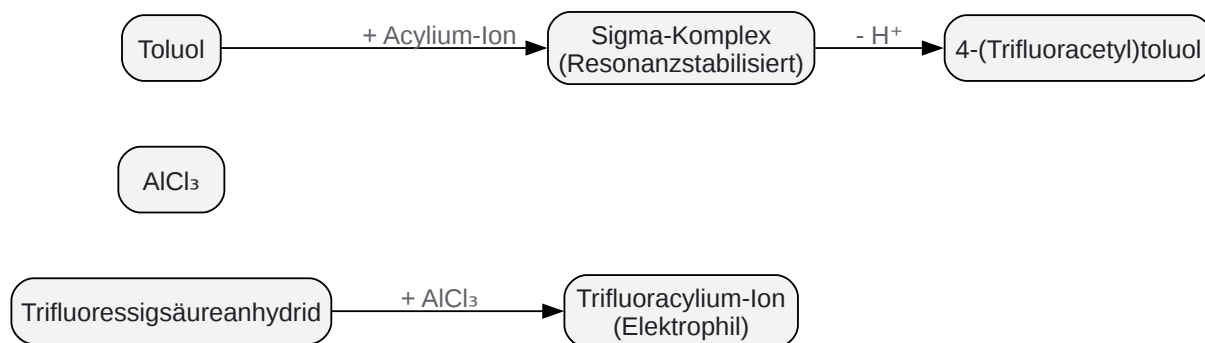 Toluol
+ Acylium-Ion
Sigma-Komplex
(Resonanzstabilisiert)
- H⁺
4-(Trifluoracetyl)toluol
AlCl₃
Trifluoressigsäureanhydrid
+ AlCl₃
Trifluoracylium-Ion
(Elektrophil)